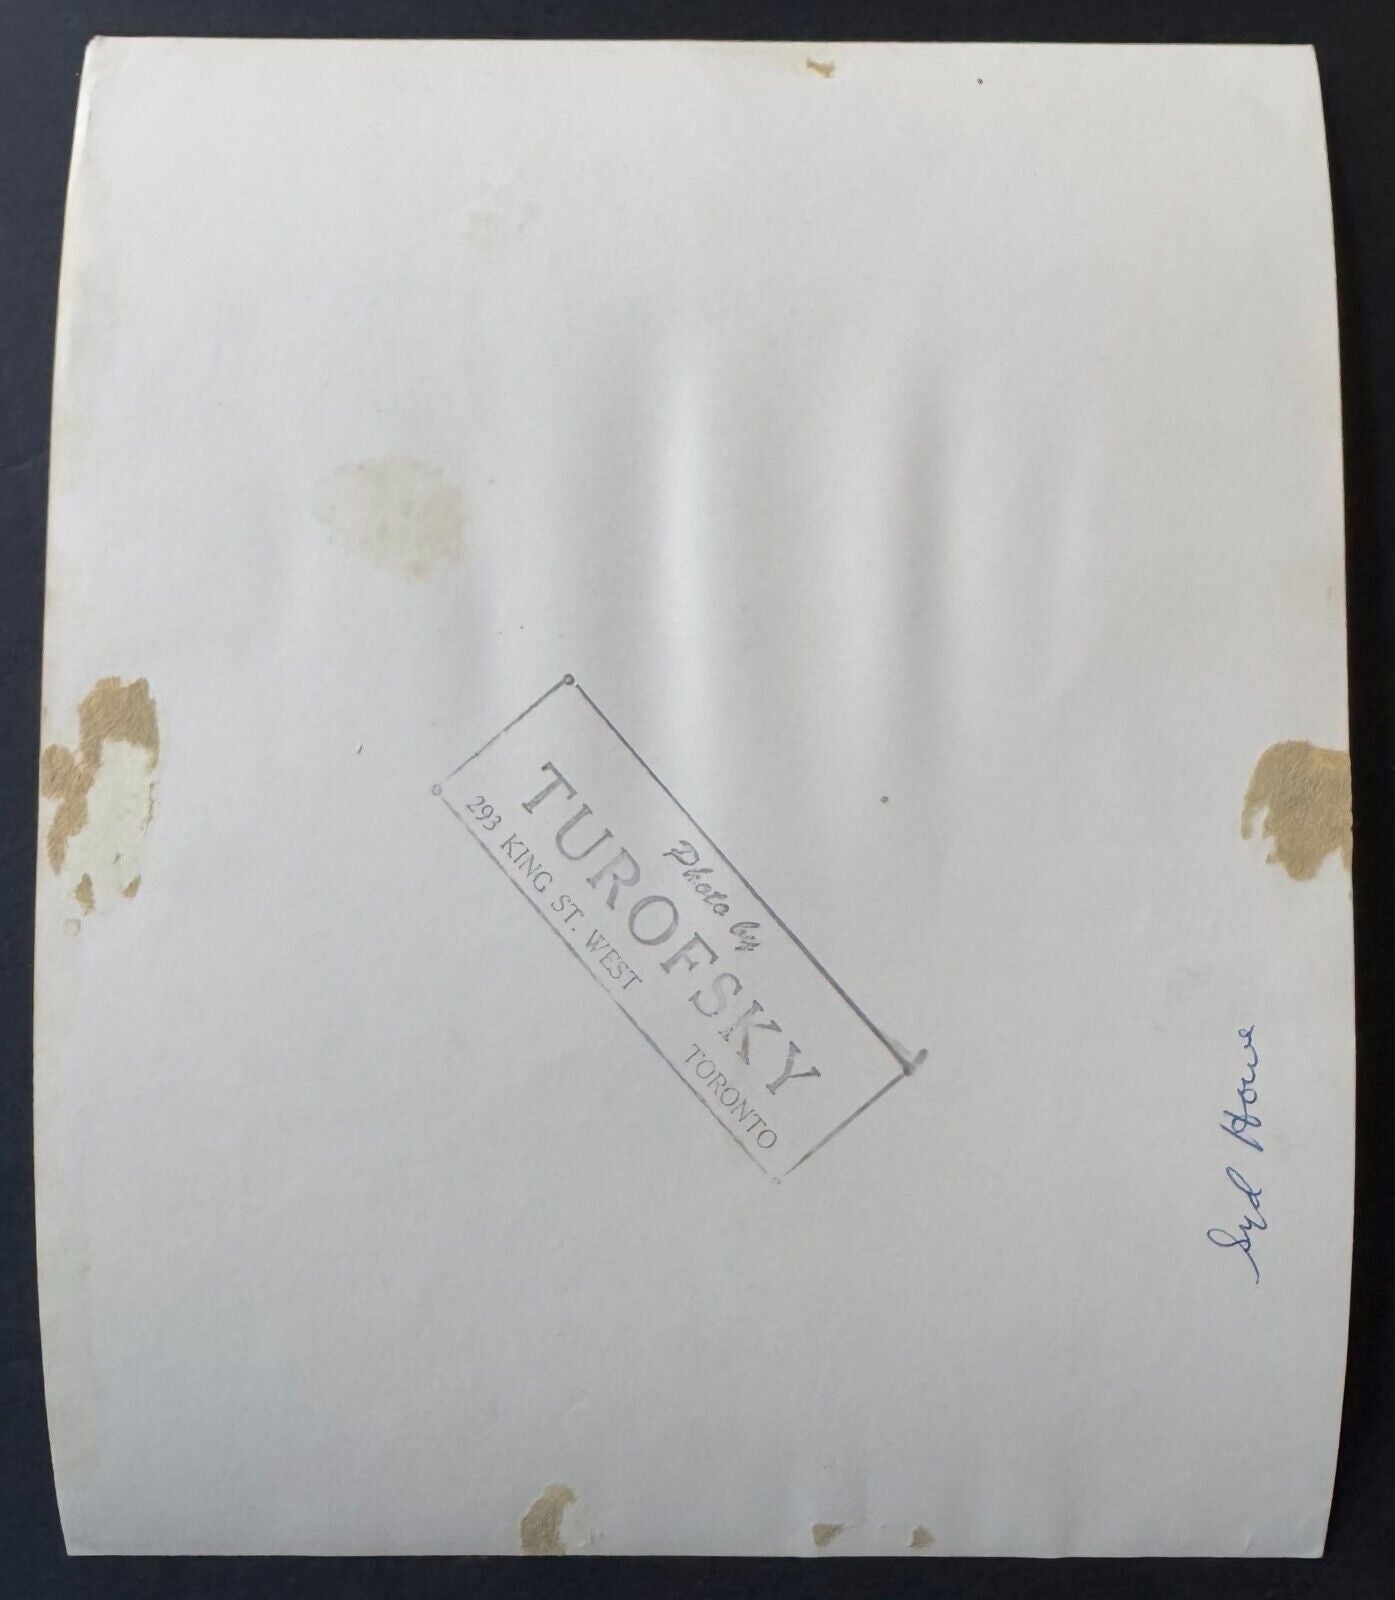 Photo by
TUROFSKY
293 KING ST. WEST TORONTO
Syd Howe